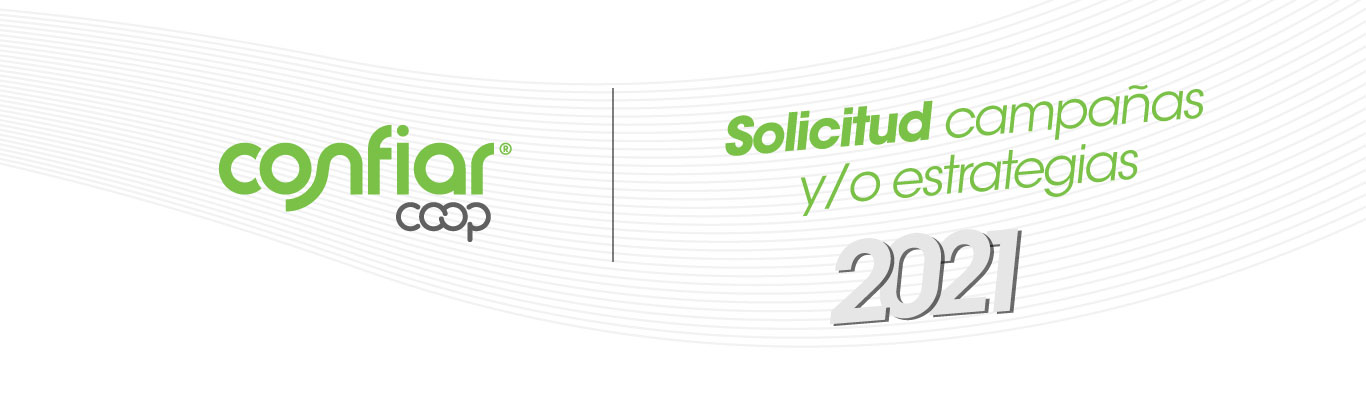 confiar®
coop
Solicitud campañas
y/o estrategias
2021